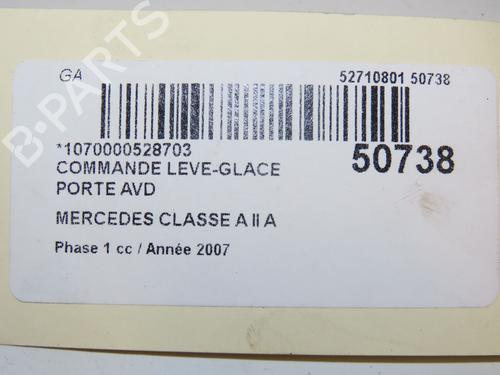 GA
52710801 50738
*1070000528703
50738
COMMANDE LEVE-GLACE
PORTE AVD
MERCEDES CLASSE A II A
Phase 1 cc / Année 2007
B-PARTS